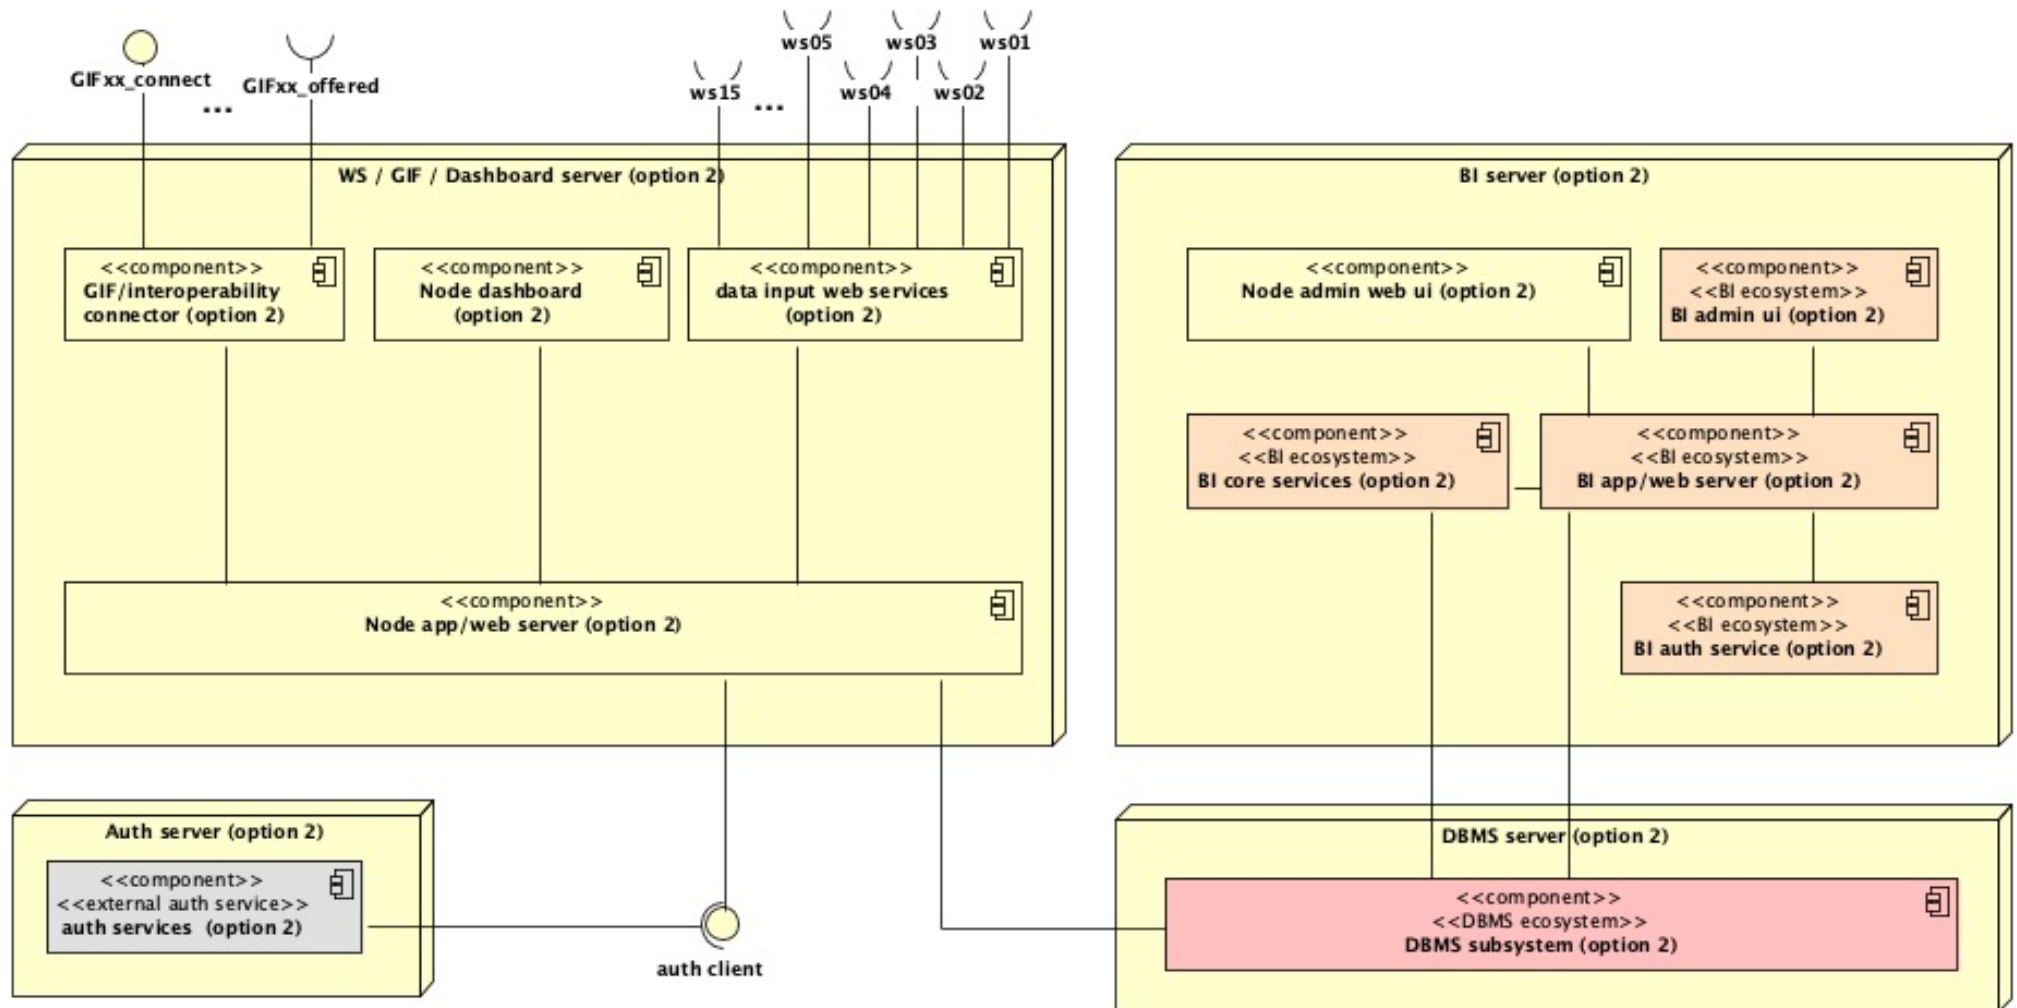 ws05
ws03
ws01
GIFxx_connect
...
GIFxx_offered
ws15
...
ws04
ws02
WS / GIF / Dashboard server (option 2)
<<component>>
GIF/interoperability
connector (option 2)
<<component>>
Node dashboard
(option 2)
<<component>>
data input web services
(option 2)
<<component>>
Node app/web server (option 2)
BI server (option 2)
<<component>>
Node admin web ui (option 2)
<<component>>
<<BI ecosystem>>
BI admin ui (option 2)
<<component>>
<<BI ecosystem>>
BI core services (option 2)
<<component>>
<<BI ecosystem>>
BI app/web server (option 2)
<<component>>
<<BI ecosystem>>
BI auth service (option 2)
Auth server (option 2)
<<component>>
<<external auth service>>
auth services (option 2)
auth client
DBMS server (option 2)
<<component>>
<<DBMS ecosystem>>
DBMS subsystem (option 2)